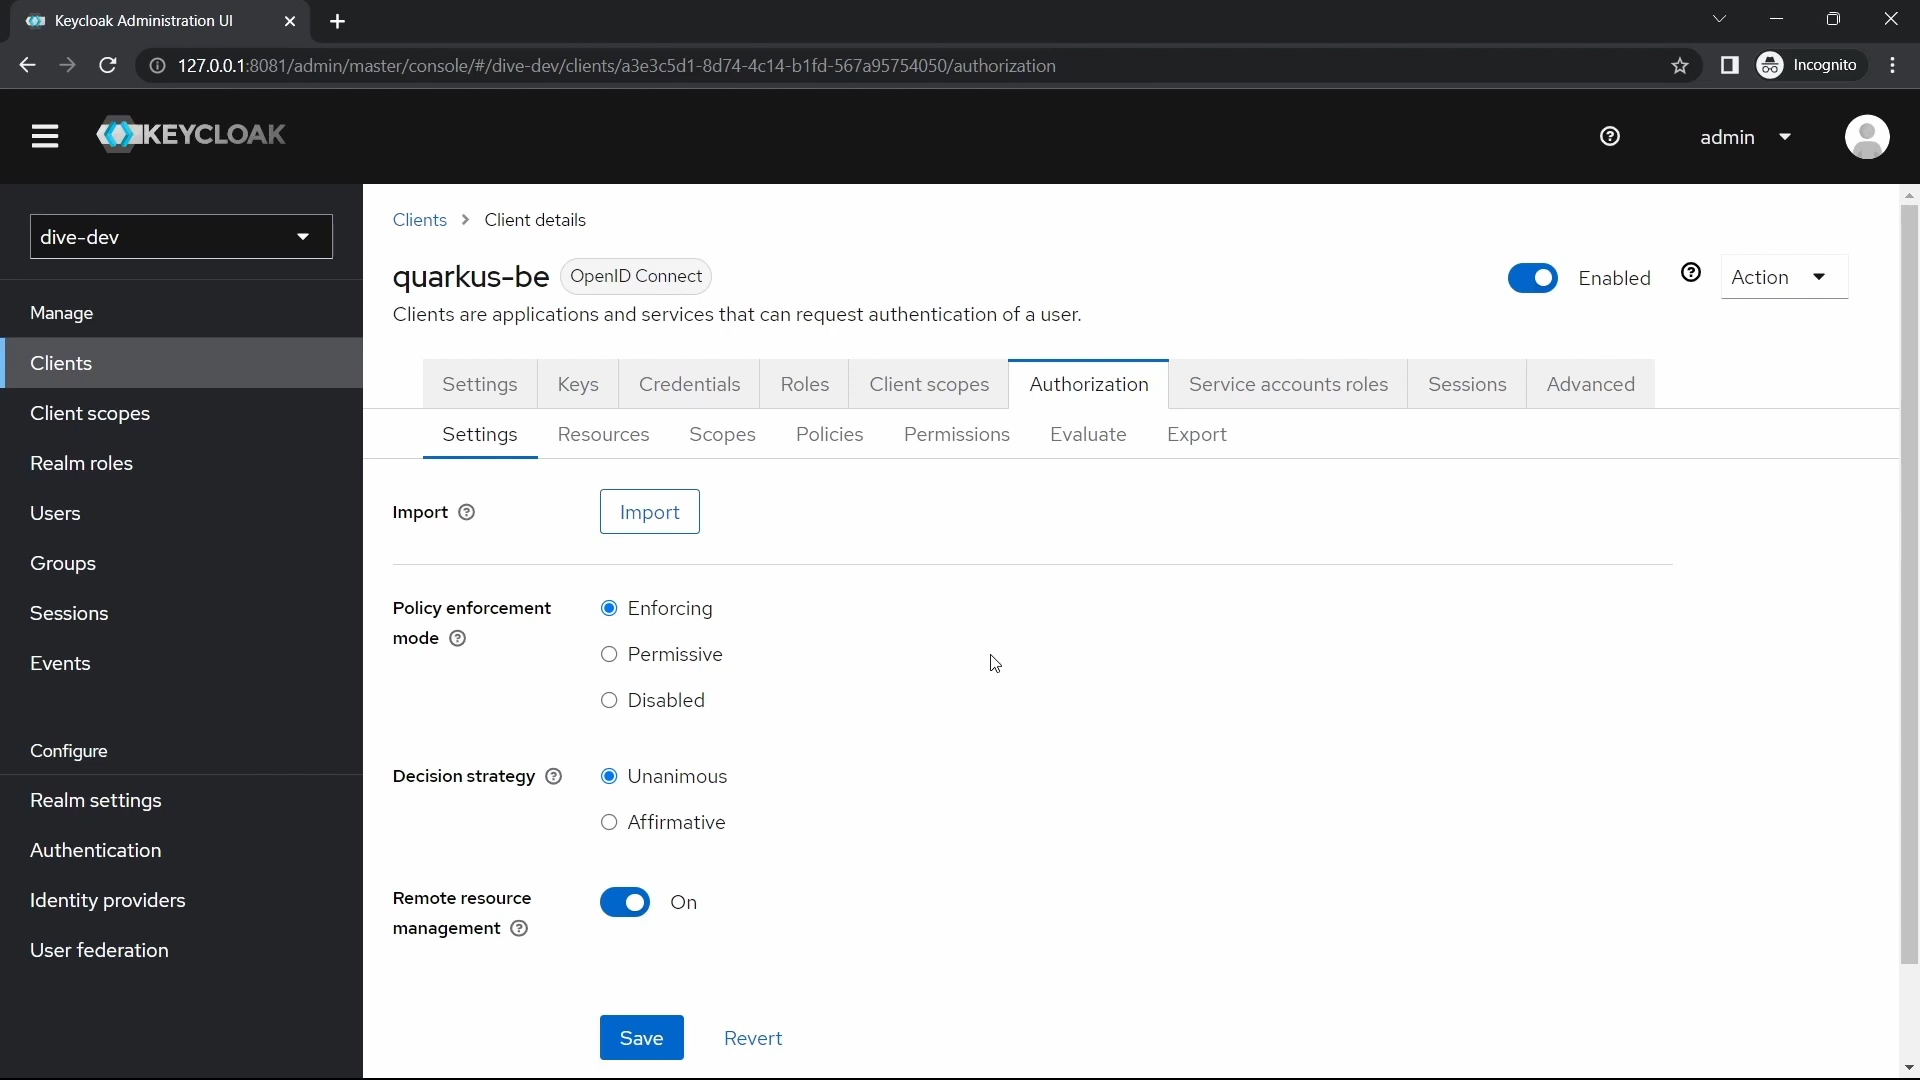 Keycloak Administration UI
127.0.0.1:8081/admin/master/console/#/dive-dev/clients/a3e3c5d1-8d74-4c14-b1fd-567a95754050/authorization
Incognito
KEYCLOAK
admin
dive-dev
Manage
Clients
Client scopes
Realm roles
Users
Groups
Sessions
Events
Configure
Realm settings
Authentication
Identity providers
User federation
Clients > Client details
quarkus-be OpenID Connect
Enabled Action
Clients are applications and services that can request authentication of a user.
Settings Keys Credentials Roles Client scopes Authorization Service accounts roles Sessions Advanced
Settings Resources Scopes Policies Permissions Evaluate Export
Import Import
Policy enforcement
mode
Enforcing
Permissive
Disabled
Decision strategy
Unanimous
Affirmative
Remote resource
management
On
Save Revert